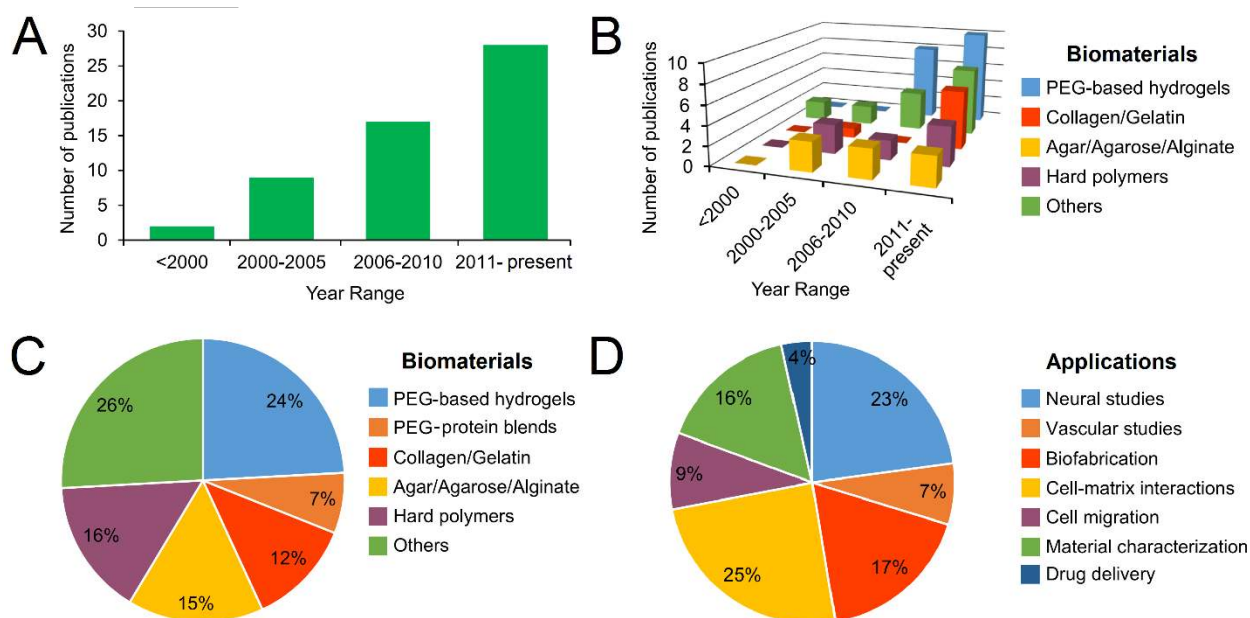 A
Number of publications
30
25
20
15
10
5
0
<2000
2000-2005
2006-2010
2011- present
Year Range
B
Number of publications
10
8
6
4
2
0
<2000
2000-2005
2006-2010
2011-
present
Year Range
Biomaterials
PEG-based hydrogels
Collagen/Gelatin
Agar/Agarose/Alginate
Hard polymers
Others
C
26%
24%
7%
12%
15%
16%
Biomaterials
PEG-based hydrogels
PEG-protein blends
Collagen/Gelatin
Agar/Agarose/Alginate
Hard polymers
Others
D
4%
23%
16%
9%
7%
25%
17%
Applications
Neural studies
Vascular studies
Biofabrication
Cell-matrix interactions
Cell migration
Material characterization
Drug delivery